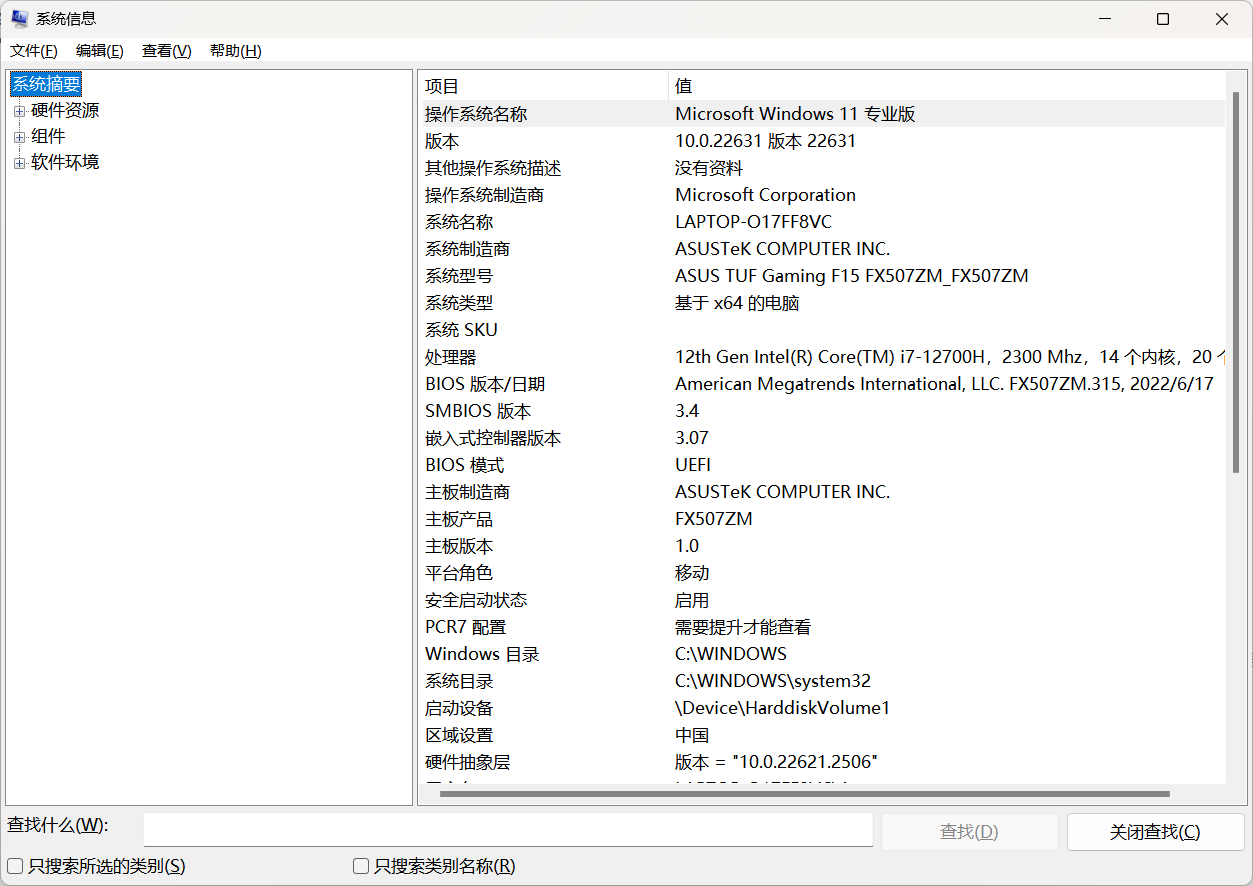 系统信息
文件(F) 编辑(E) 查看(V) 帮助(H)
系统摘要
硬件资源
组件
软件环境
项目 值
操作系统名称 Microsoft Windows 11 专业版
版本 10.0.22631 版本 22631
其他操作系统描述 没有资料
操作系统制造商 Microsoft Corporation
系统名称 LAPTOP-O17FF8VC
系统制造商 ASUSTeK COMPUTER INC.
系统型号 ASUS TUF Gaming F15 FX507ZM_FX507ZM
系统类型 基于 x64 的电脑
系统 SKU
处理器 12th Gen Intel(R) Core(TM) i7-12700H，2300 Mhz，14 个内核，20
BIOS 版本/日期 American Megatrends International, LLC. FX507ZM.315, 2022/6/17
SMBIOS 版本 3.4
嵌入式控制器版本 3.07
BIOS 模式 UEFI
主板制造商 ASUSTeK COMPUTER INC.
主板产品 FX507ZM
主板版本 1.0
平台角色 移动
安全启动状态 启用
PCR7 配置 需要提升才能查看
Windows 目录 C:\WINDOWS
系统目录 C:\WINDOWS\system32
启动设备 \Device\HarddiskVolume1
区域设置 中国
硬件抽象层 版本 = "10.0.22621.2506"
查找什么(W): 查找(D) 关闭查找(C)
只搜索所选的类别(S) 只搜索类别名称(R)